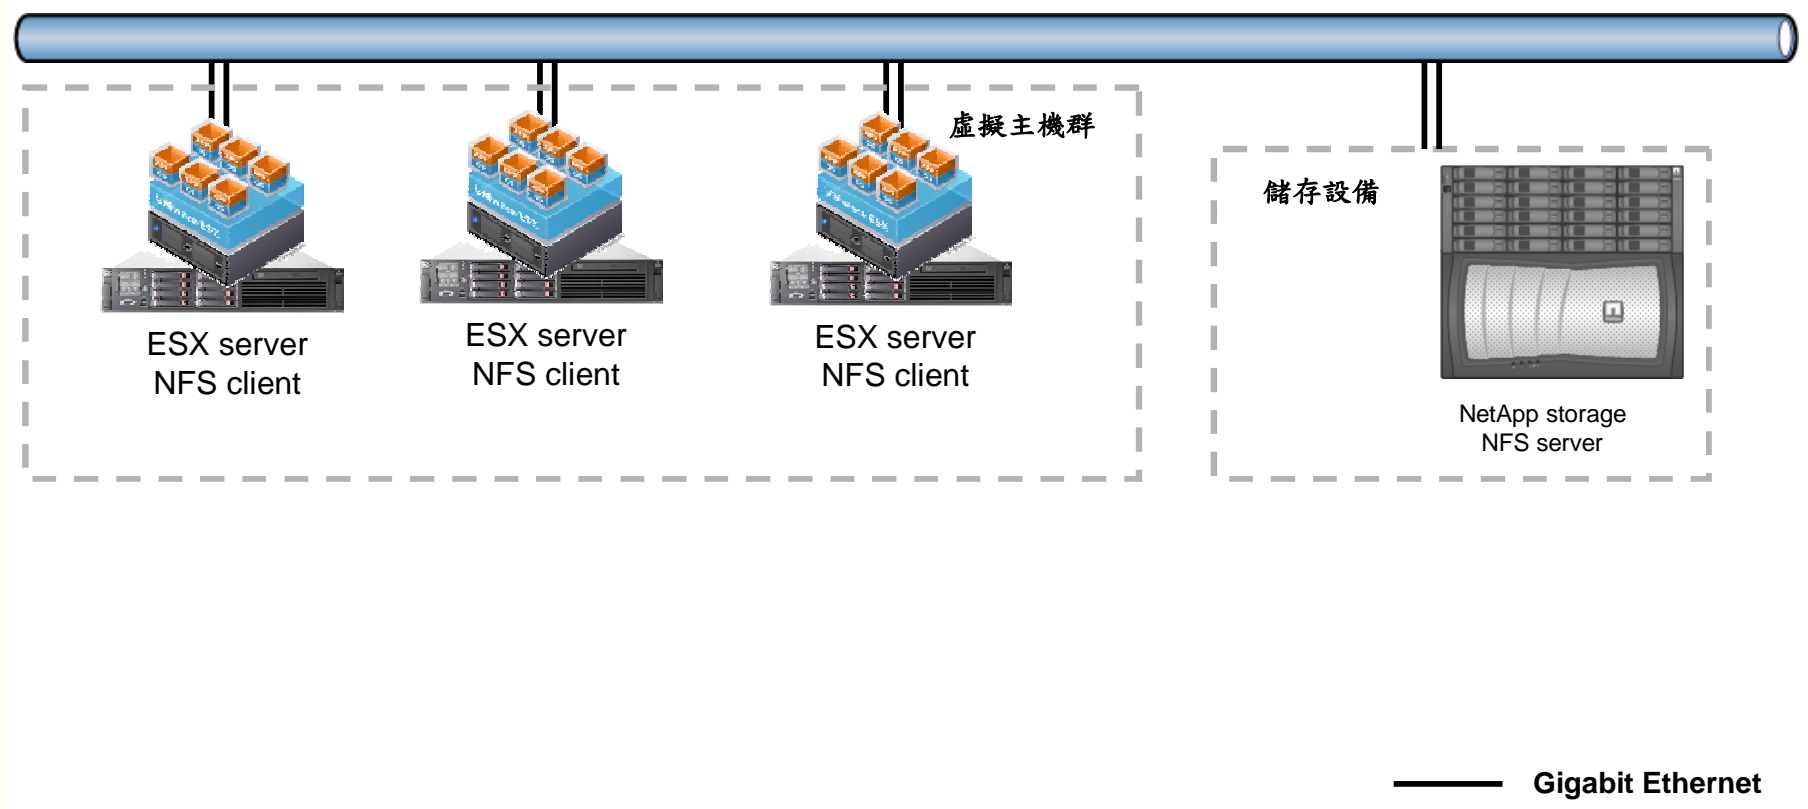 虛擬主機群
儲存設備
ESX server
NFS client
ESX server
NFS client
ESX server
NFS client
NetApp storage
NFS server
Gigabit Ethernet